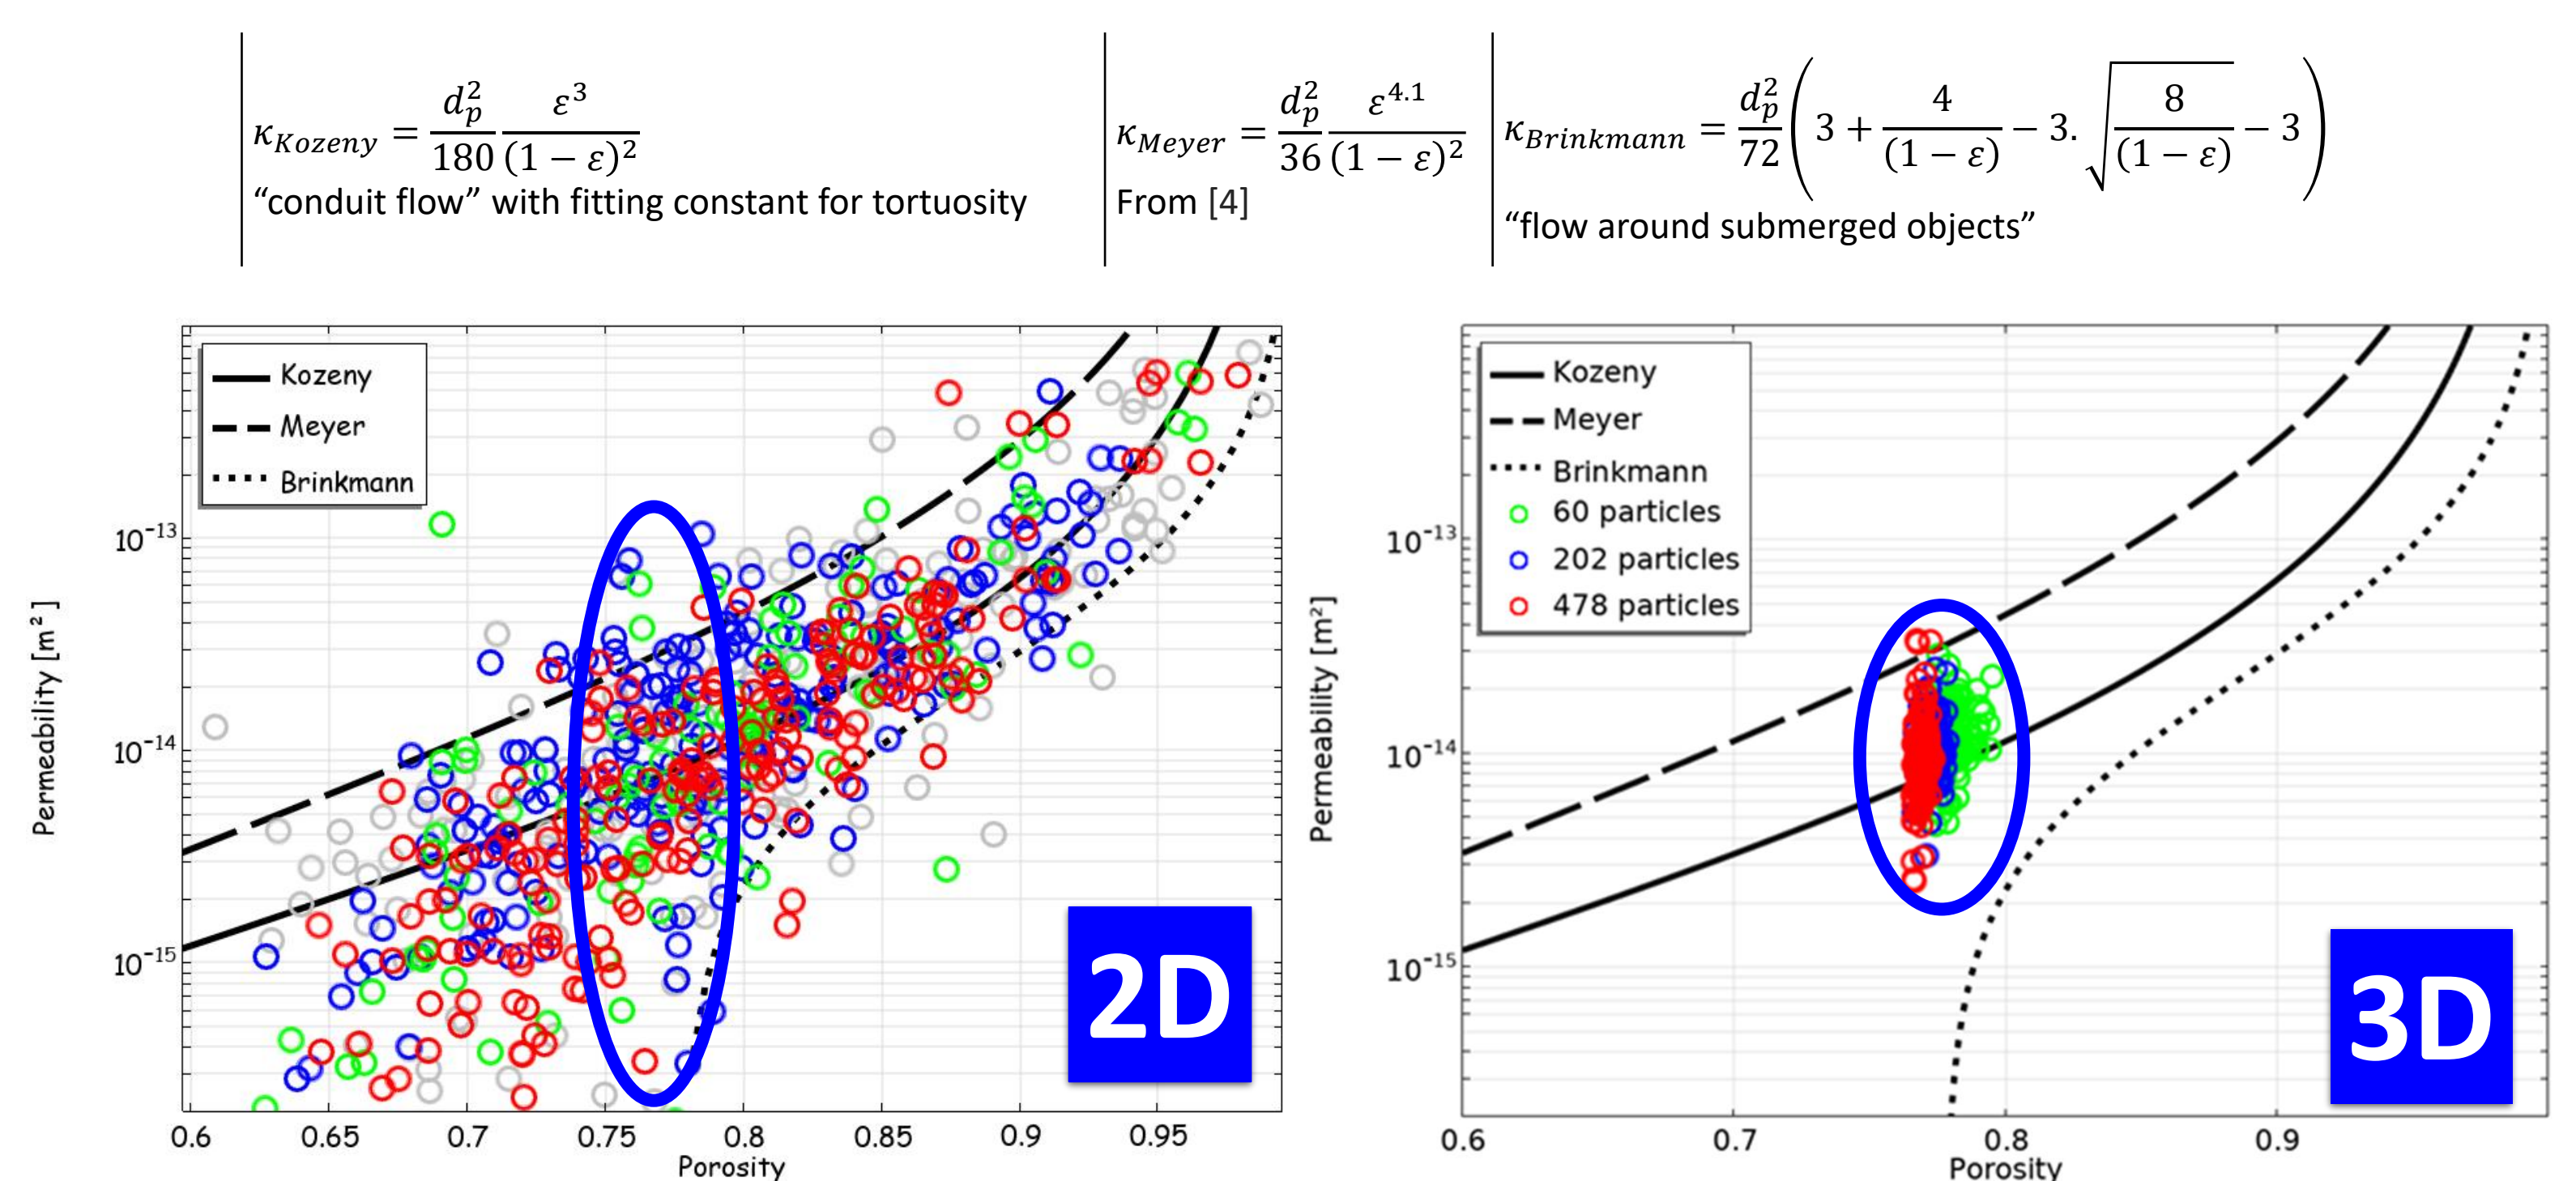 κ_Kozeny = d_p^2/180 ε^3/(1 − ε)^2
"conduit flow" with fitting constant for tortuosity
κ_Meyer = d_p^2/36 ε^4.1/(1 − ε)^2
From [4]
κ_Brinkmann = d_p^2/72 (3 + 4/(1 − ε) − 3. √(8/(1 − ε) − 3))
"flow around submerged objects"
Kozeny
Meyer
Brinkmann
10^-13
10^-14
10^-15
Permeability [m²]
2D
0.6 0.65 0.7 0.75 0.8 0.85 0.9 0.95
Porosity
Kozeny
Meyer
Brinkmann
60 particles
202 particles
478 particles
10^-13
10^-14
10^-15
Permeability [m²]
3D
0.6 0.7 0.8 0.9
Porosity